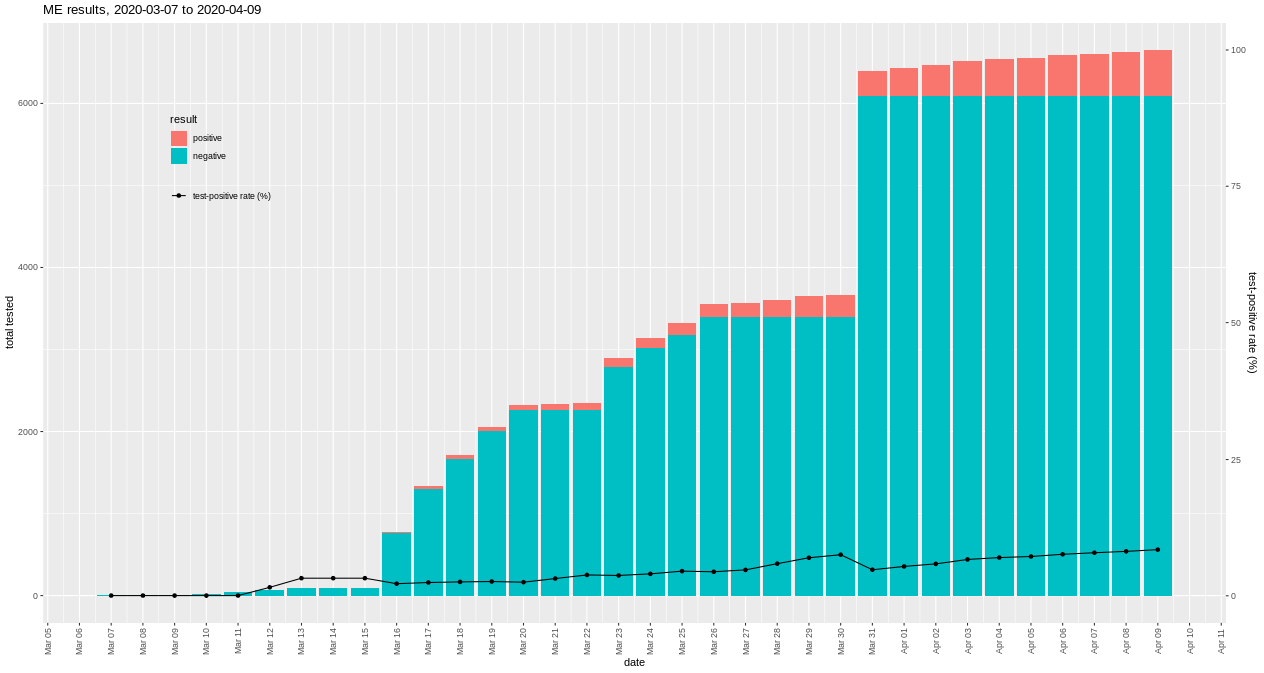 ME results, 2020-03-07 to 2020-04-09
total tested
6000
4000
2000
0
result
positive
negative
test-positive rate (%)
100
75
50
25
0
test-positive rate (%)
Mar 05
Mar 06
Mar 07
Mar 08
Mar 09
Mar 10
Mar 11
Mar 12
Mar 13
Mar 14
Mar 15
Mar 16
Mar 17
Mar 18
Mar 19
Mar 20
Mar 21
Mar 22
Mar 23
Mar 24
Mar 25
Mar 26
Mar 27
Mar 28
Mar 29
Mar 30
Mar 31
Apr 01
Apr 02
Apr 03
Apr 04
Apr 05
Apr 06
Apr 07
Apr 08
Apr 09
Apr 10
Apr 11
date